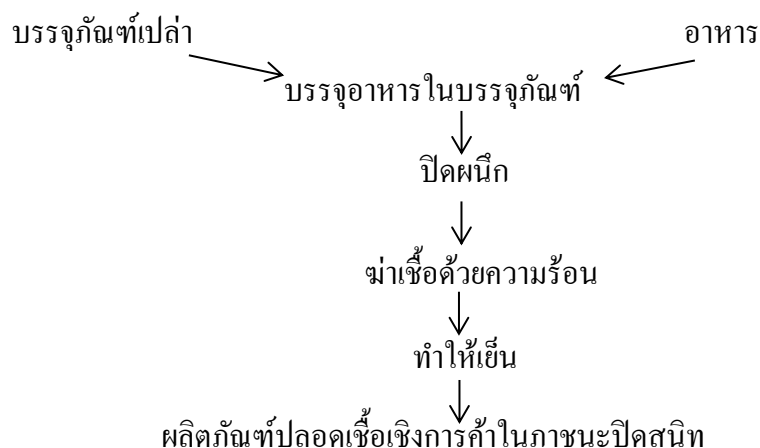 บรรจุภัณฑ์เปล่า อาหาร
บรรจุอาหารในบรรจุภัณฑ์
ปิดผนึก
ฆ่าเชื้อด้วยความร้อน
ทำให้เย็น
ผลิตภัณฑ์ปลอดเชื้อเชิงการค้าในภาชนะปิดสนิท